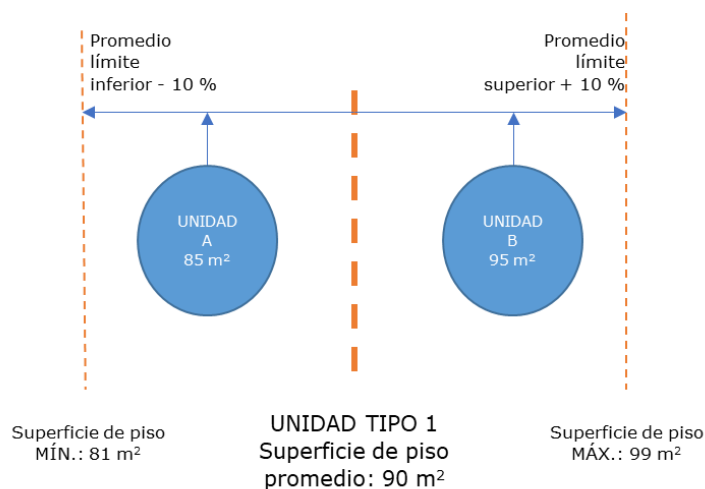 Promedio
límite
inferior - 10 %
Promedio
límite
superior + 10 %
UNIDAD
A
85 m²
UNIDAD
B
95 m²
Superficie de piso
MÍN.: 81 m²
UNIDAD TIPO 1
Superficie de piso
promedio: 90 m²
Superficie de piso
MÁX.: 99 m²